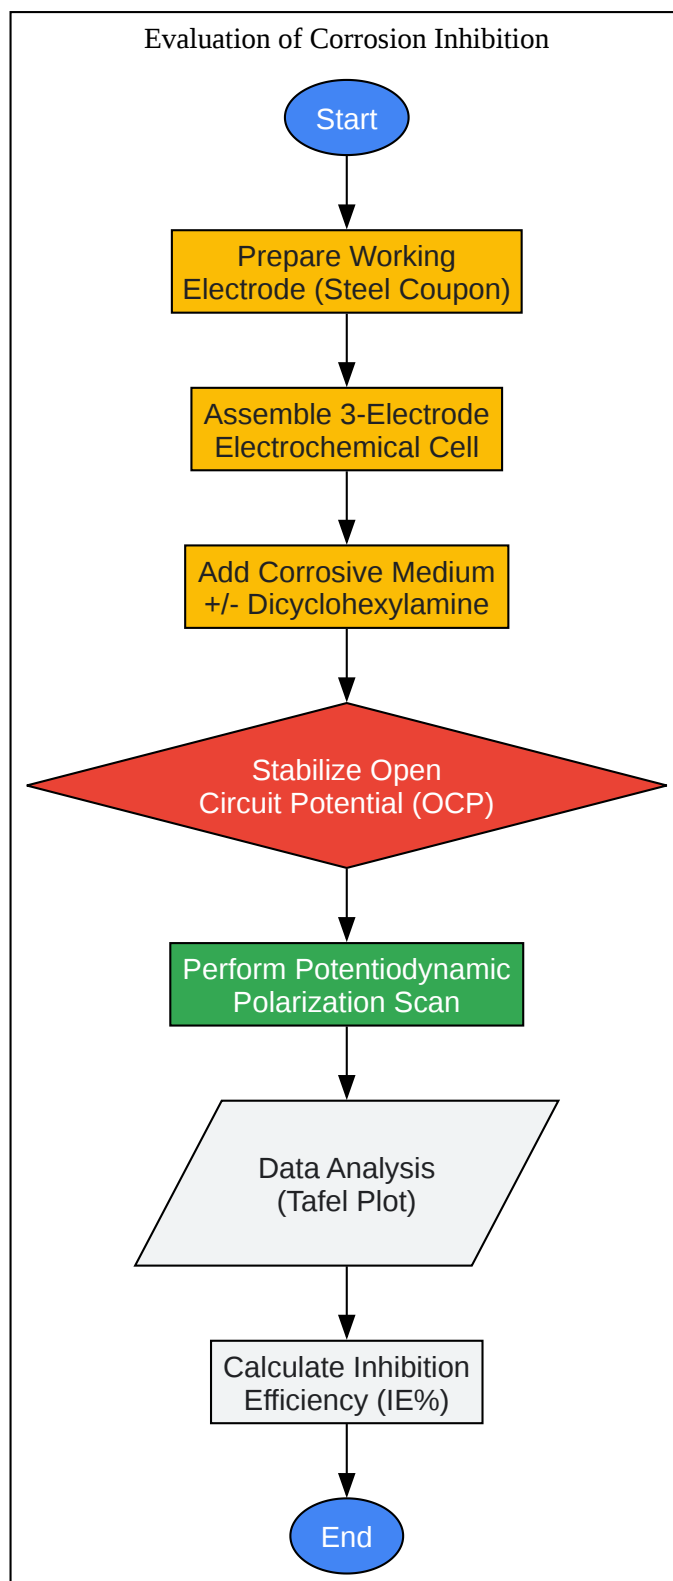 Evaluation of Corrosion Inhibition
Start
Prepare Working
Electrode (Steel Coupon)
Assemble 3-Electrode
Electrochemical Cell
Add Corrosive Medium
+/- Dicyclohexylamine
Stabilize Open
Circuit Potential (OCP)
Perform Potentiodynamic
Polarization Scan
Data Analysis
(Tafel Plot)
Calculate Inhibition
Efficiency (IE%)
End